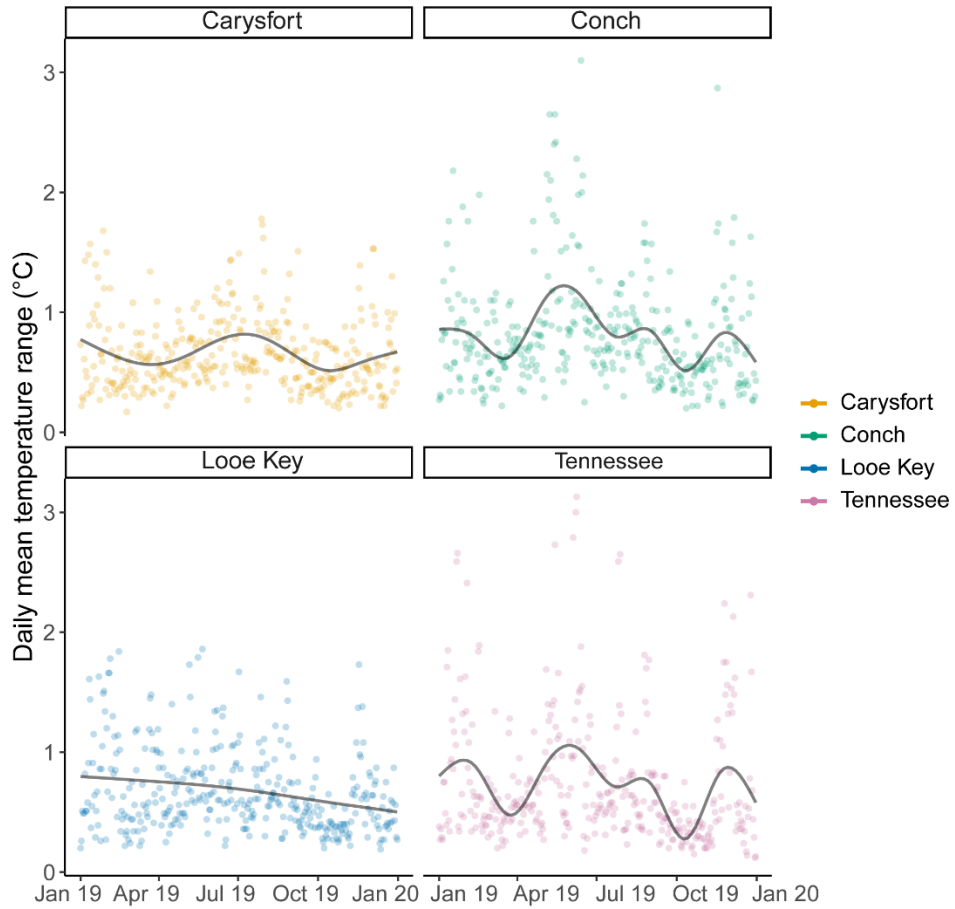 Carysfort
Conch
Daily mean temperature range (°C)
3
2
1
0
Looe Key
Tennessee
3
2
1
0
Jan 19 Apr 19 Jul 19 Oct 19 Jan 20
Jan 19 Apr 19 Jul 19 Oct 19 Jan 20
Carysfort
Conch
Looe Key
Tennessee